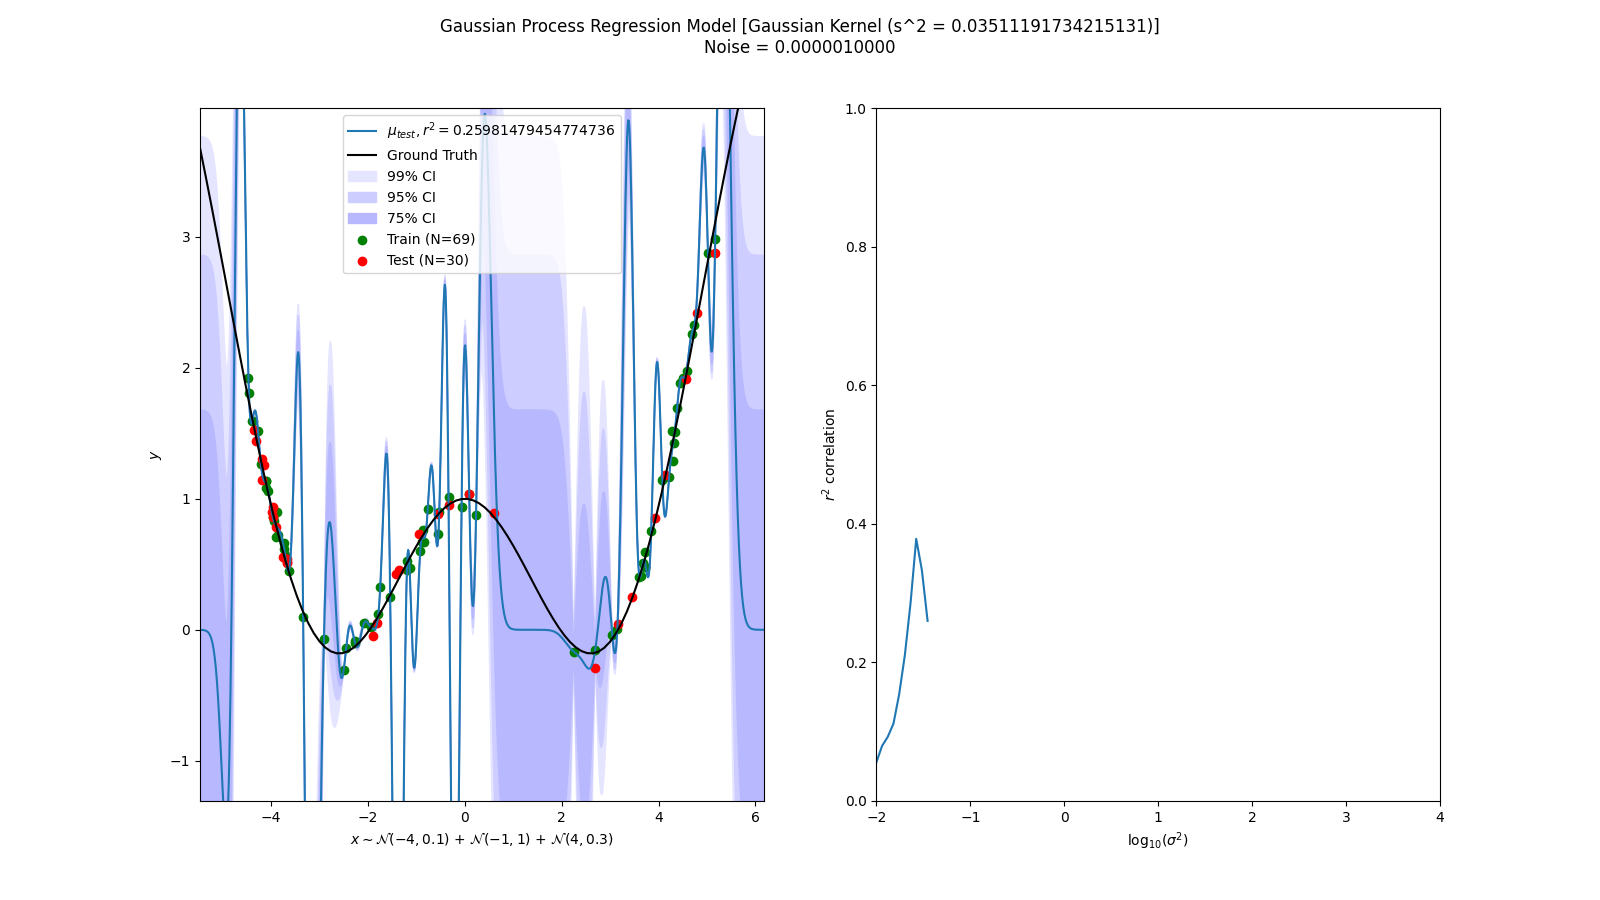 Gaussian Process Regression Model [Gaussian Kernel (s^2 = 0.03511191734215131)]
Noise = 0.0000010000
μ_test, r² = 0.25981479454774736
Ground Truth
99% CI
95% CI
75% CI
Train (N=69)
Test (N=30)
3
2
1
0
−1
y
−4 −2 0 2 4 6
x ∼ 𝒩(−4, 0.1) + 𝒩(−1, 1) + 𝒩(4, 0.3)
1.0
0.8
0.6
0.4
0.2
0.0
r² correlation
−2 −1 0 1 2 3 4
log₁₀(σ²)